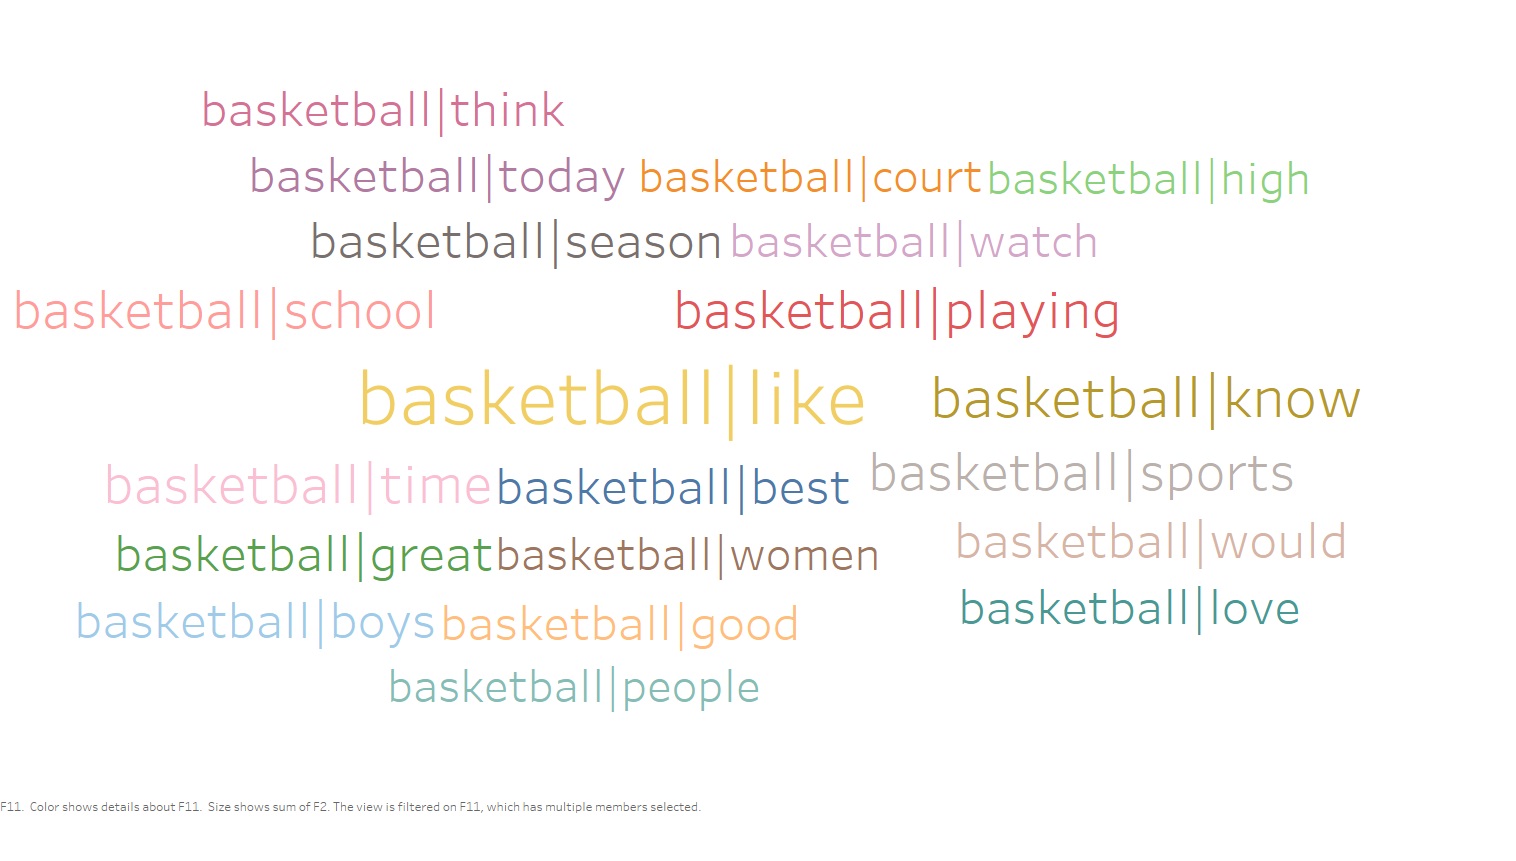 basketball|think
basketball|today basketball|court basketball|high
basketball|season basketball|watch
basketball|school basketball|playing
basketball|like basketball|know
basketball|time basketball|best basketball|sports
basketball|great basketball|women basketball|would
basketball|boys basketball|good basketball|love
basketball|people
F11. Color shows details about F11. Size shows sum of F2. The view is filtered on F11, which has multiple members selected.